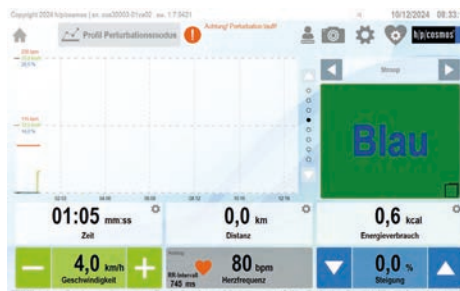 Copyright 2024 h/p/cosmos
10/12/2024 08:33:
Profil Perturbationsmodus
Achtung! Perturbation läuft!
h/p/cosmos
Stroop
Blau
01:05 mm:ss
Zeit
0,0 km
Distanz
0,6 kcal
Energieverbrauch
4,0 km/h
Geschwindigkeit
RR-Intervall
745 ms
80 bpm
Herzfrequenz
0,0 %
Steigung